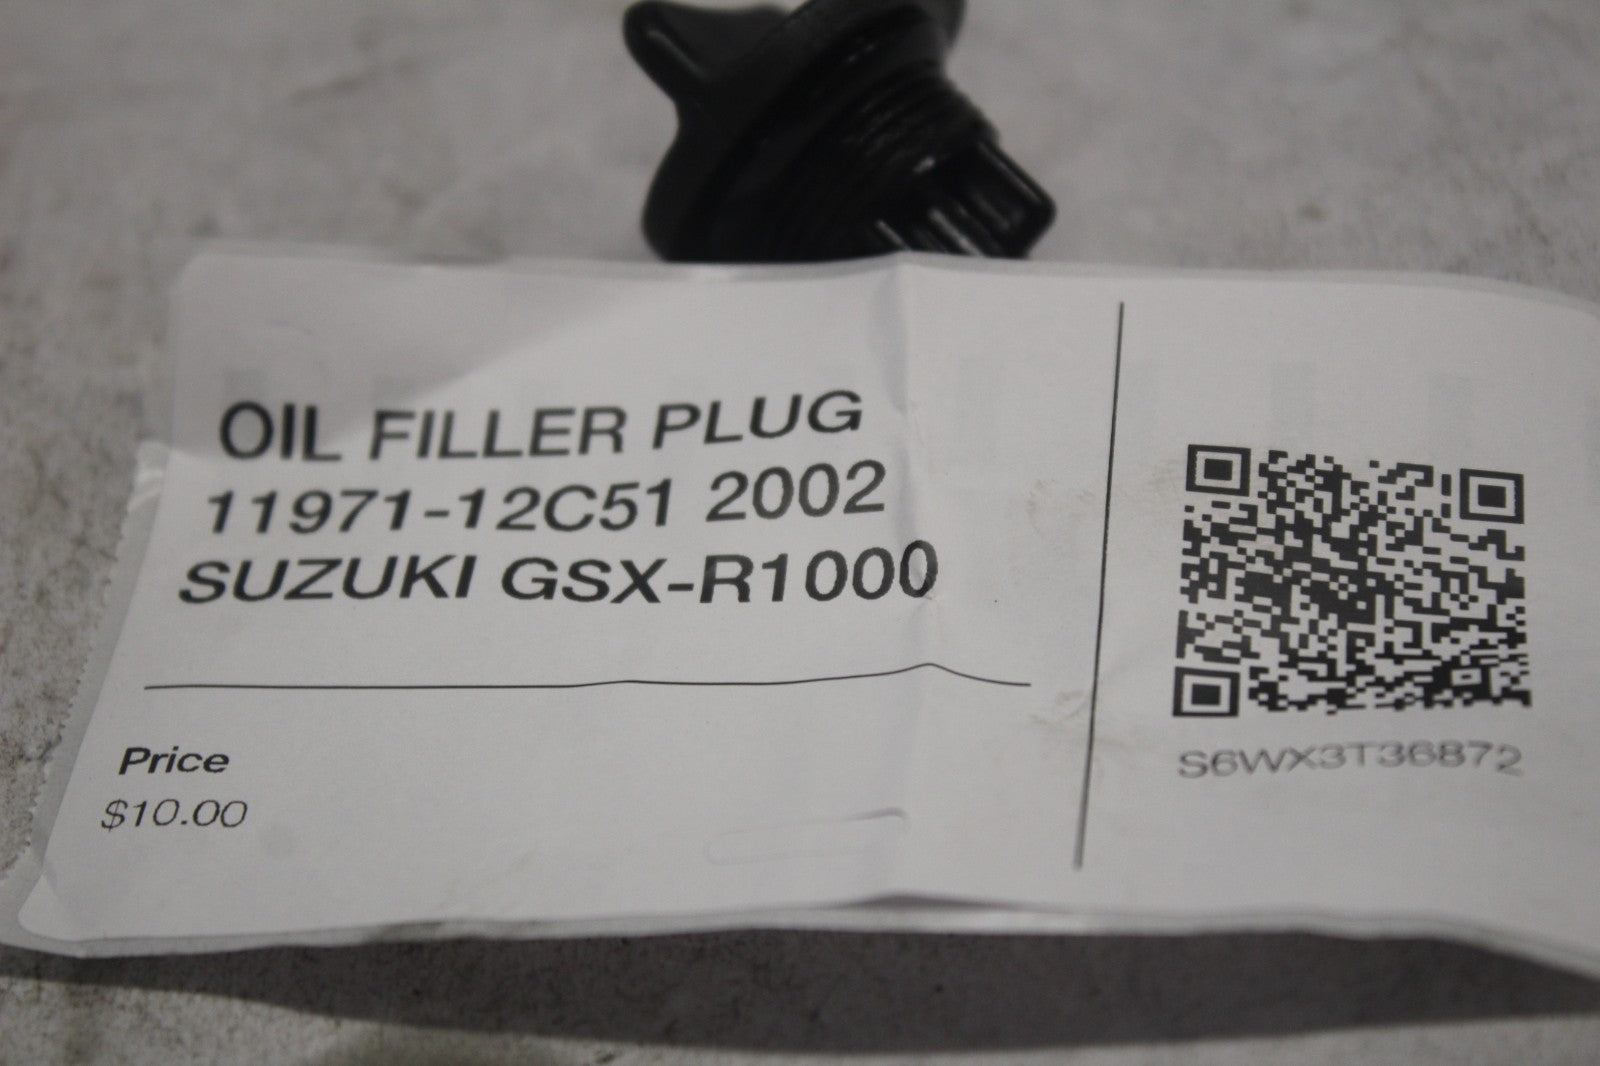 OIL FILLER PLUG
11971-12C51 2002
SUZUKI GSX-R1000
Price
$10.00
S6WX3T36872